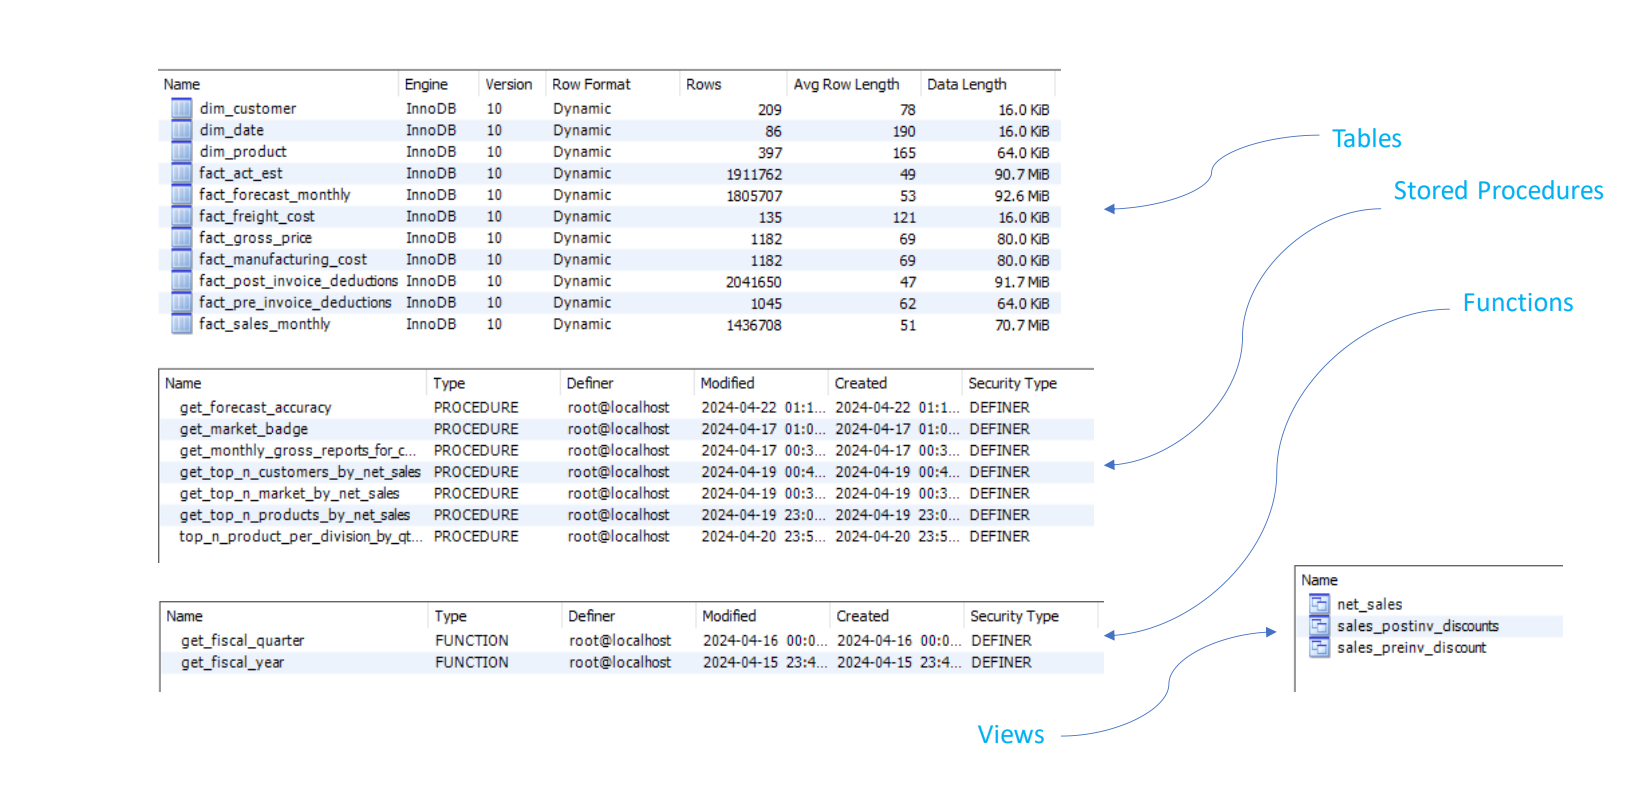 Name Engine Version Row Format Rows Avg Row Length Data Length
dim_customer InnoDB 10 Dynamic 209 78 16.0 KiB
dim_date InnoDB 10 Dynamic 86 190 16.0 KiB
dim_product InnoDB 10 Dynamic 397 165 64.0 KiB
fact_act_est InnoDB 10 Dynamic 1911762 49 90.7 MiB
fact_forecast_monthly InnoDB 10 Dynamic 1805707 53 92.6 MiB
fact_freight_cost InnoDB 10 Dynamic 135 121 16.0 KiB
fact_gross_price InnoDB 10 Dynamic 1182 69 80.0 KiB
fact_manufacturing_cost InnoDB 10 Dynamic 1182 69 80.0 KiB
fact_post_invoice_deductions InnoDB 10 Dynamic 2041650 47 91.7 MiB
fact_pre_invoice_deductions InnoDB 10 Dynamic 1045 62 64.0 KiB
fact_sales_monthly InnoDB 10 Dynamic 1436708 51 70.7 MiB
Tables
Stored Procedures
Functions
Name Type Definer Modified Created Security Type
get_forecast_accuracy PROCEDURE root@localhost 2024-04-22 01:1... 2024-04-22 01:1... DEFINER
get_market_badge PROCEDURE root@localhost 2024-04-17 01:0... 2024-04-17 01:0... DEFINER
get_monthly_gross_reports_for_c... PROCEDURE root@localhost 2024-04-17 00:3... 2024-04-17 00:3... DEFINER
get_top_n_customers_by_net_sales PROCEDURE root@localhost 2024-04-19 00:4... 2024-04-19 00:4... DEFINER
get_top_n_market_by_net_sales PROCEDURE root@localhost 2024-04-19 00:3... 2024-04-19 00:3... DEFINER
get_top_n_products_by_net_sales PROCEDURE root@localhost 2024-04-19 23:0... 2024-04-19 23:0... DEFINER
top_n_product_per_division_by_qt... PROCEDURE root@localhost 2024-04-20 23:5... 2024-04-20 23:5... DEFINER
Name Type Definer Modified Created Security Type
get_fiscal_quarter FUNCTION root@localhost 2024-04-16 00:0... 2024-04-16 00:0... DEFINER
get_fiscal_year FUNCTION root@localhost 2024-04-15 23:4... 2024-04-15 23:4... DEFINER
Name
net_sales
sales_postinv_discounts
sales_preinv_discount
Views